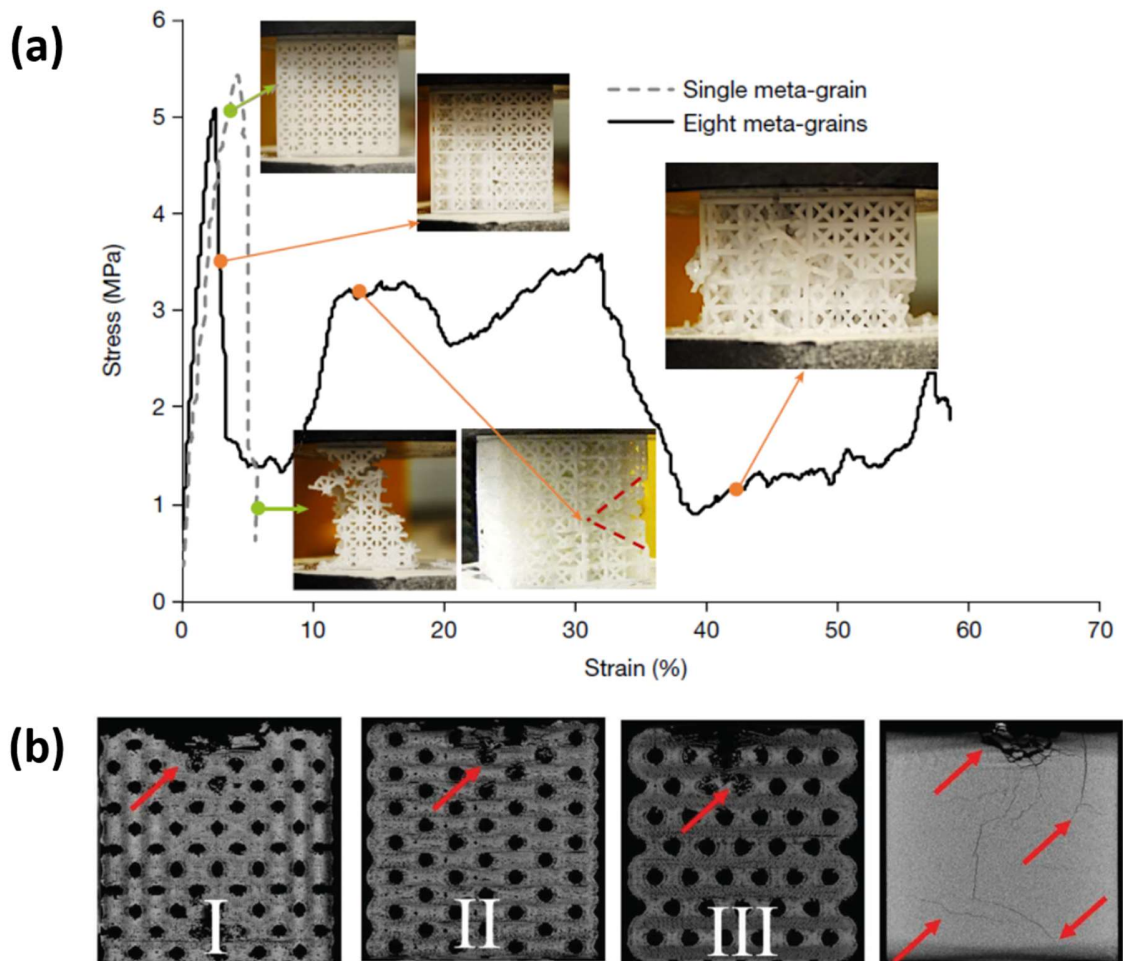 (a)
6
5
4
3
2
1
0
Stress (MPa)
Single meta-grain
Eight meta-grains
0 10 20 30 40 50 60 70
Strain (%)
(b)
I II III